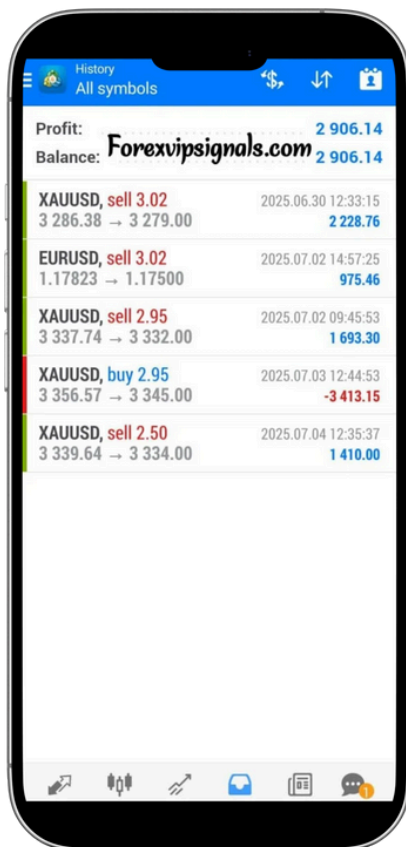 History
All symbols
Profit: 2 906.14
Forexvipsignals.com
Balance: 2 906.14
XAUUSD, sell 3.02 2025.06.30 12:33:15
3 286.38 → 3 279.00 2 228.76
EURUSD, sell 3.02 2025.07.02 14:57:25
1.17823 → 1.17500 975.46
XAUUSD, sell 2.95 2025.07.02 09:45:53
3 337.74 → 3 332.00 1 693.30
XAUUSD, buy 2.95 2025.07.03 12:44:53
3 356.57 → 3 345.00 -3 413.15
XAUUSD, sell 2.50 2025.07.04 12:35:37
3 339.64 → 3 334.00 1 410.00
1